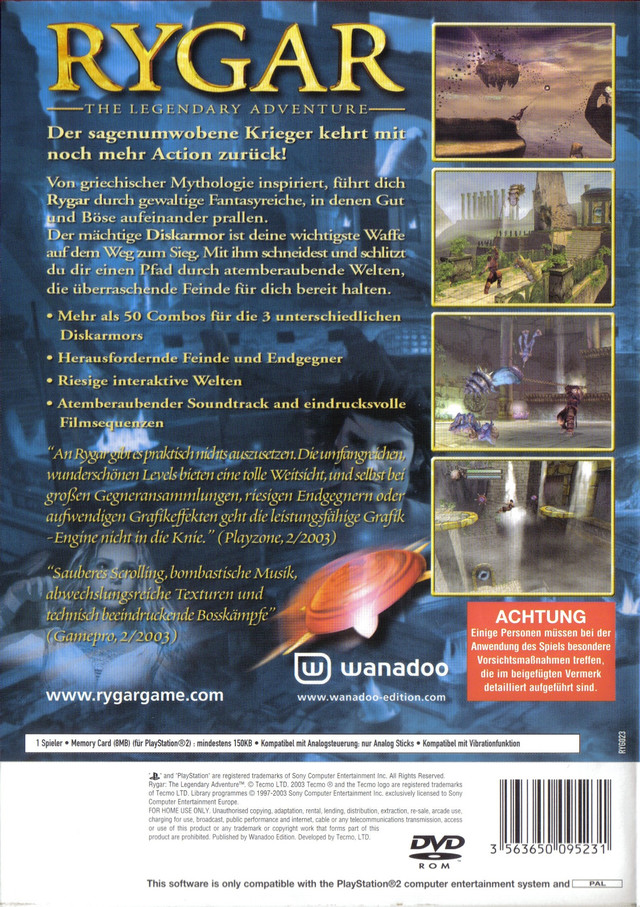 RYGAR
THE LEGENDARY ADVENTURE
Der sagenumwobene Krieger kehrt mit
noch mehr Action zurück!
Von griechischer Mythologie inspiriert, führt dich
Rygar durch gewaltige Fantasyreiche, in denen Gut
und Böse aufeinander prallen.
Der mächtige Diskarmor ist deine wichtigste Waffe
auf dem Weg zum Sieg. Mit ihm schneidest und schlitzt
du dir einen Pfad durch atemberaubende Welten,
die überraschende Feinde für dich bereit halten.
• Mehr als 50 Combos für die 3 unterschiedlichen
Diskarmors
• Herausfordernde Feinde und Endgegner
• Riesige interaktive Welten
• Atemberaubender Soundtrack and eindrucksvolle
Filmsequenzen
“An Rygar gibt es praktisch nichts auszusetzen. Die umfangreichen,
wunderschönen Levels bieten eine tolle Weitsicht, und selbst bei
großen Gegneransammlungen, riesigen Endgegnern oder
aufwendigen Grafikeffekten geht die leistungsfähige Grafik
-Engine nicht in die Knie.” (Playzone, 2/2003)
“Sauberes Scrolling, bombastische Musik,
abwechslungsreiche Texturen und
technisch beeindruckende Bosskämpfe”
(Gamepro, 2/2003)
www.rygargame.com
w wanadoo
www.wanadoo-edition.com
ACHTUNG
Einige Personen müssen bei der
Anwendung des Spiels besondere
Vorsichtsmaßnahmen treffen,
die im beigefügten Vermerk
detailliert aufgeführt sind.
RYG023
1 Spieler • Memory Card (8MB) (für PlayStation®2) : mindestens 150KB • Kompatibel mit Analogsteuerung: nur Analog Sticks • Kompatibel mit Vibrationfunktion
" and "PlayStation" are registered trademarks of Sony Computer Entertainment Inc. All Rights Reserved.
Rygar: The Legendary Adventure™. © Tecmo LTD. 2003 Tecmo ® and the Tecmo logo are registered trademarks
of Tecmo LTD. Library programmes © 1997-2003 Sony Computer Entertainment Inc. exclusively licensed to Sony
Computer Entertainment Europe.
FOR HOME USE ONLY. Unauthorised copying, adaptation, rental, lending, distribution, extraction, re-sale, arcade use,
charging for use, broadcast, public performance and internet, cable or any telecommunications transmission, access
or use of this product or any trademark or copyright work that forms part of this
product are prohibited. Published by Wanadoo Edition. Developed by Tecmo, LTD.
DVD
ROM
3 563650 095231
This software is only compatible with the PlayStation®2 computer entertainment system and PAL